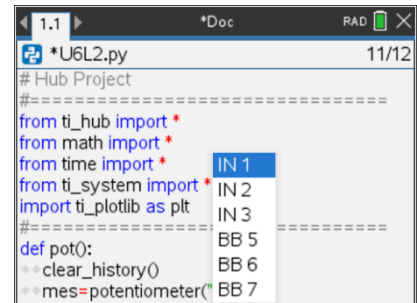 1.1 *Doc RAD
*U6L2.py 11/12
# Hub Project
#================================
from ti_hub import *
from math import *
from time import *
from ti_system import *
import ti_plotlib as plt
#================================
def pot():
clear_history()
mes=potentiometer("
IN 1
IN 2
IN 3
BB 5
BB 6
BB 7